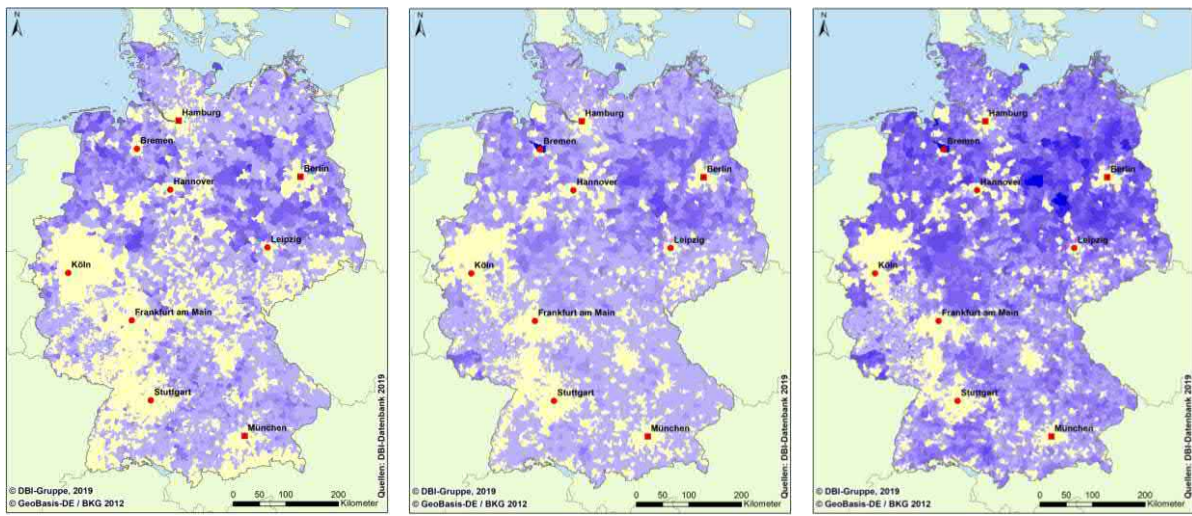 N
Hamburg
Bremen
Berlin
Hannover
Leipzig
Köln
Frankfurt am Main
Stuttgart
München
Quellen: DBI-Datenbank 2019
© DBI-Gruppe, 2019
© GeoBasis-DE / BKG 2012
0 50 100 200
Kilometer
N
Hamburg
Bremen
Berlin
Hannover
Leipzig
Köln
Frankfurt am Main
Stuttgart
München
Quellen: DBI-Datenbank 2019
© DBI-Gruppe, 2019
© GeoBasis-DE / BKG 2012
0 50 100 200
Kilometer
N
Hamburg
Bremen
Berlin
Hannover
Leipzig
Köln
Frankfurt am Main
Stuttgart
München
Quellen: DBI-Datenbank 2019
© DBI-Gruppe, 2019
© GeoBasis-DE / BKG 2012
0 50 100 200
Kilometer